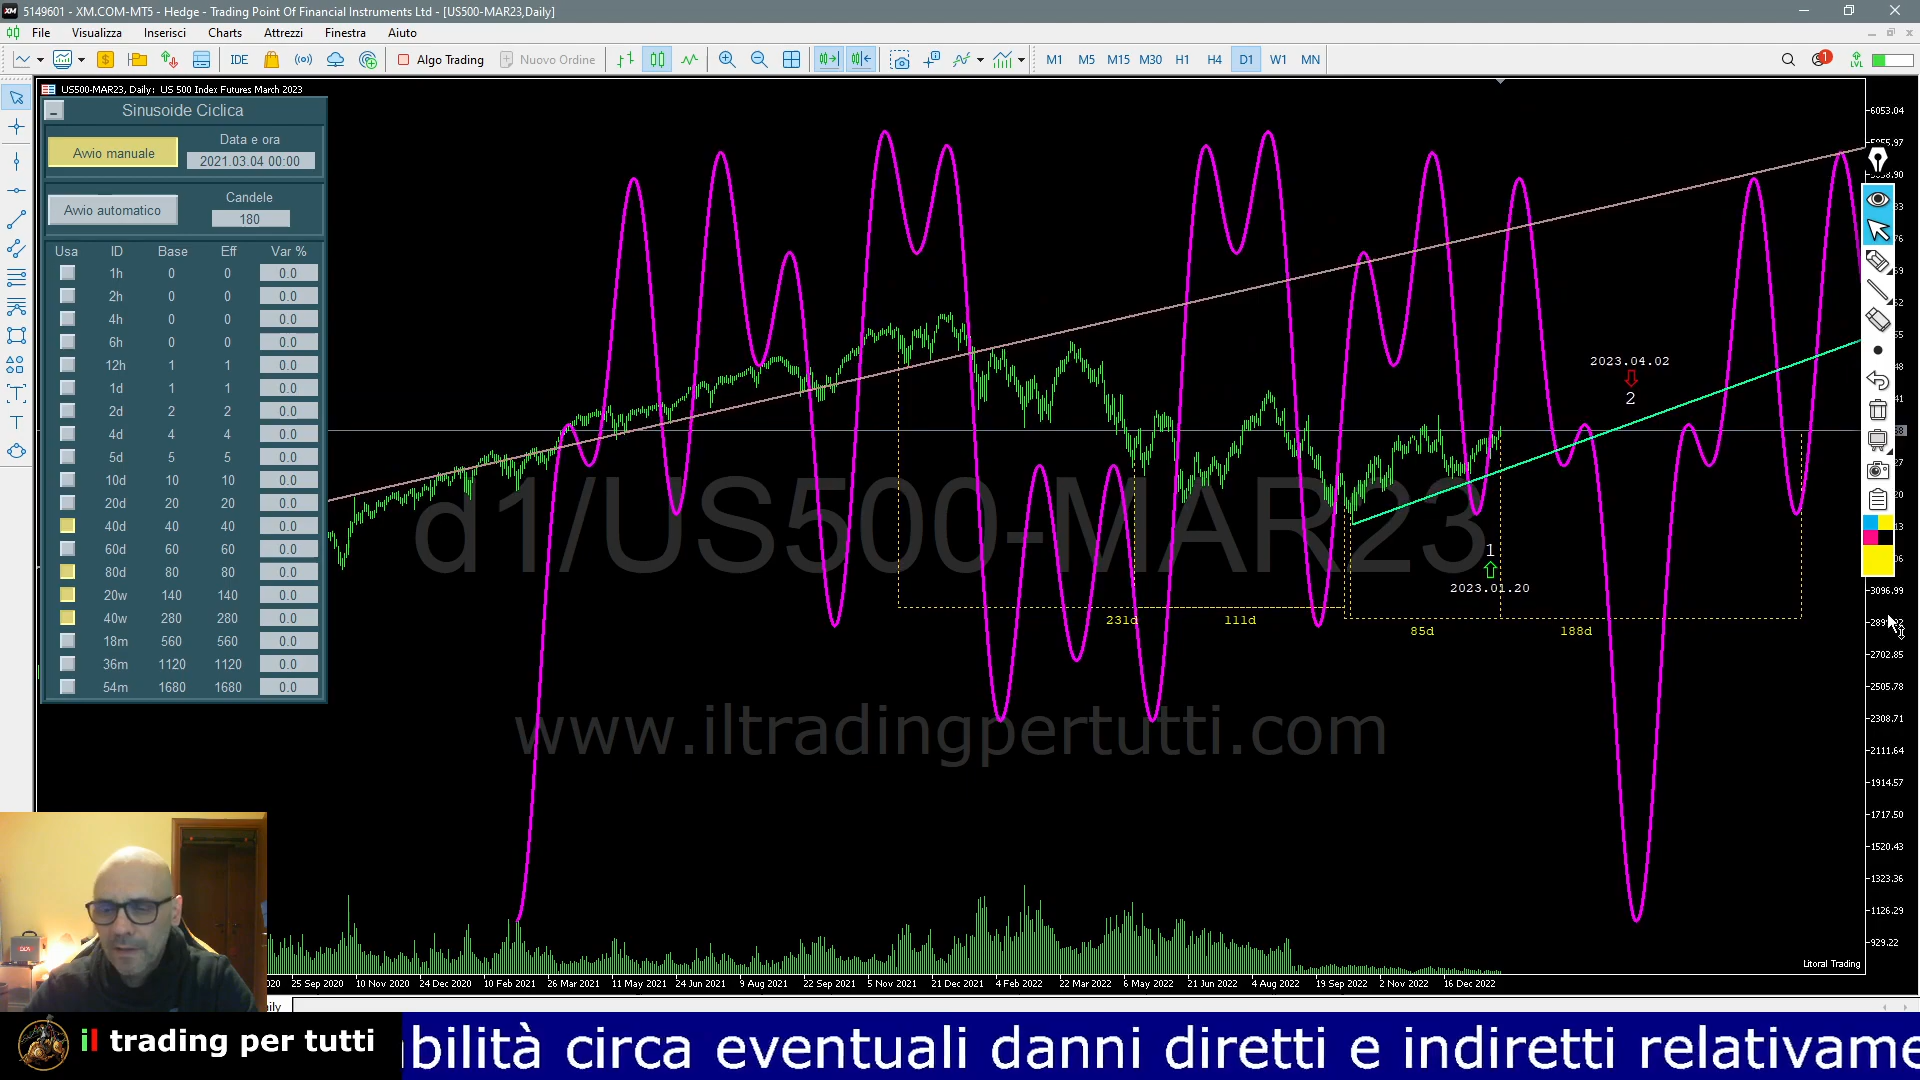 5149601 - XM.COM-MT5 - Hedge - Trading Point Of Financial Instruments Ltd - [US500-MAR23,Daily]
File Visualizza Inserisci Charts Attrezzi Finestra Aiuto
IDE Algo Trading Nuovo Ordine M1 M5 M15 M30 H1 H4 D1 W1 MN 1 LVL
US500-MAR23, Daily: US 500 Index Futures March 2023
Sinusoide Ciclica
Data e ora
Avvio manuale
2021.03.04 00:00
Candele
Avvio automatico
180
Usa ID Base Eff Var %
1h 0 0 0.0
2h 0 0 0.0
4h 0 0 0.0
6h 0 0 0.0
12h 1 1 0.0
1d 1 1 0.0
2d 2 2 0.0
4d 4 4 0.0
5d 5 5 0.0
10d 10 10 0.0
20d 20 20 0.0
40d 40 40 0.0
60d 60 60 0.0
80d 80 80 0.0
20w 140 140 0.0
40w 280 280 0.0
18m 560 560 0.0
36m 1120 1120 0.0
54m 1680 1680 0.0
d1/US500-MAR23
www.iltradingpertutti.com
2023.04.02
2
1
2023.01.20
231d 111d
85d 188d
6053.04
3096.99
2702.85
2505.78
2308.71
2111.64
1914.57
1717.50
1520.43
1323.36
1126.29
929.22
Litoral Trading
25 Sep 2020 10 Nov 2020 24 Dec 2020 10 Feb 2021 26 Mar 2021 11 May 2021 24 Jun 2021 9 Aug 2021 22 Sep 2021 5 Nov 2021 21 Dec 2021 4 Feb 2022 22 Mar 2022 6 May 2022 21 Jun 2022 4 Aug 2022 19 Sep 2022 2 Nov 2022 16 Dec 2022
il trading per tutti
bilità circa eventuali danni diretti e indiretti relativame